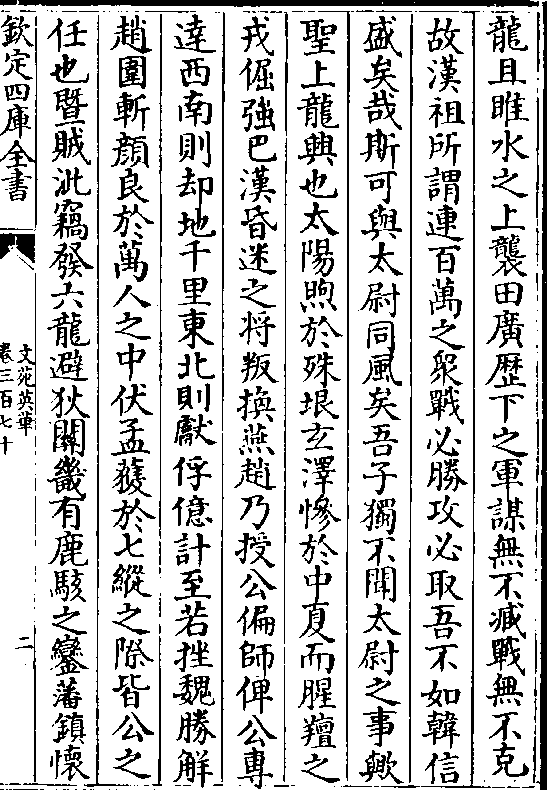 龍且睢水之上襲田廣歴下之軍謀無不臧戰無不克
故漢祖所謂連百萬之衆戰必勝攻必取吾不如韓信
盛矣哉斯可與太尉同風矣吾子獨不聞太尉之事歟
聖上龍興也太陽煦於殊垠玄澤慘於中夏而腥羶之
戎倔強巴漢昏迷之将叛換燕趙乃授公偏師俾公專
逹西南則却地千里東北則獻俘億計至若挫魏勝解
趙圍斬顔良於萬人之中伏孟獲於七縱之際皆公之
任也暨賊泚竊發六龍避狄關畿有鹿駭之釁藩鎮懷
欽定四庫全書
文苑英華
卷三百七十
二